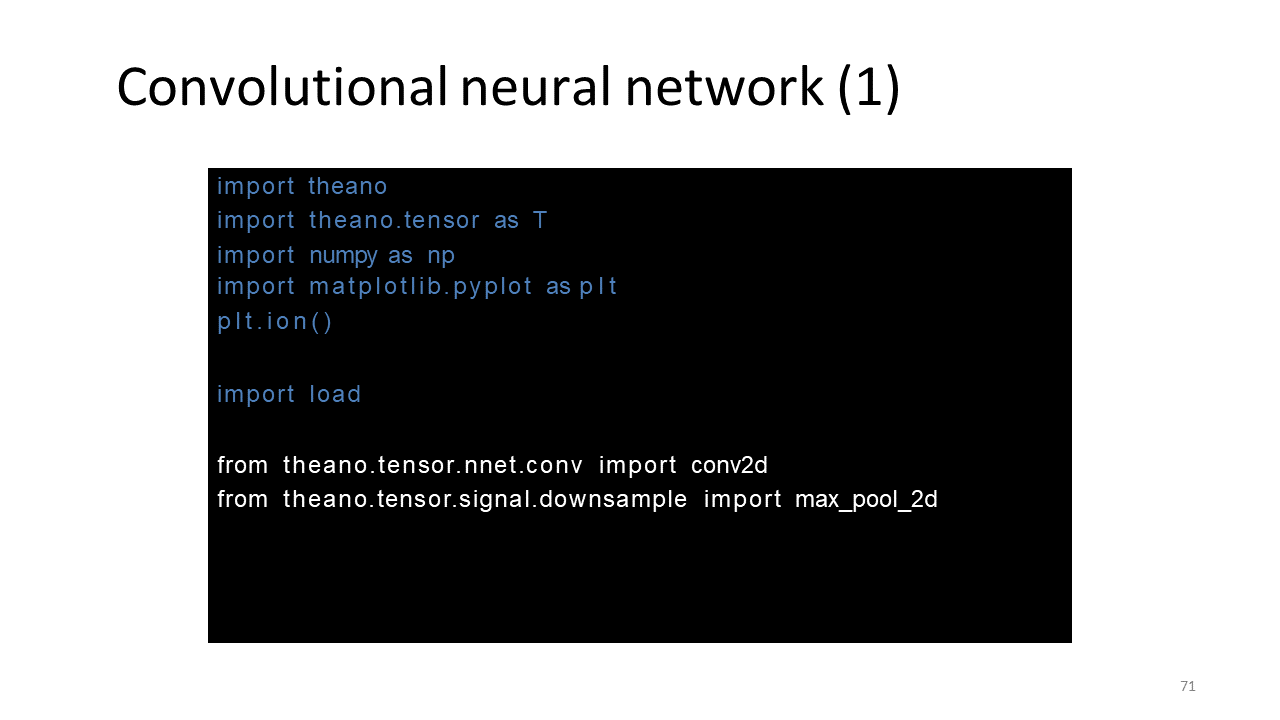 Convolutional neural network (1)
import theano
import theano.tensor as T
import numpy as np
import matplotlib.pyplot as plt
plt.ion()
import load
from theano.tensor.nnet.conv import conv2d
from theano.tensor.signal.downsample import max_pool_2d
71